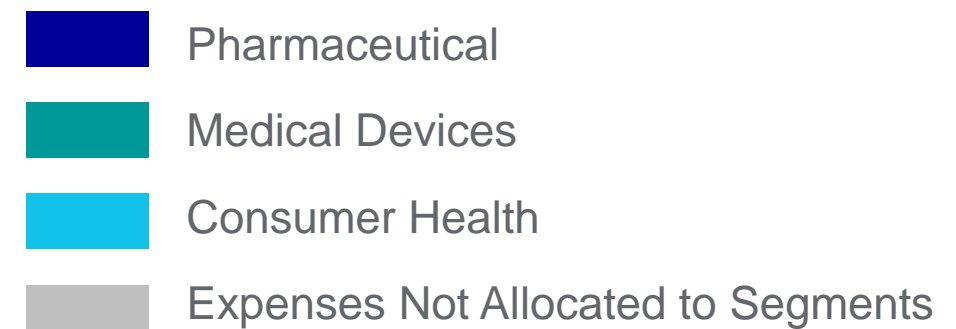 Pharmaceutical
Medical Devices
Consumer Health
Expenses Not Allocated to Segments